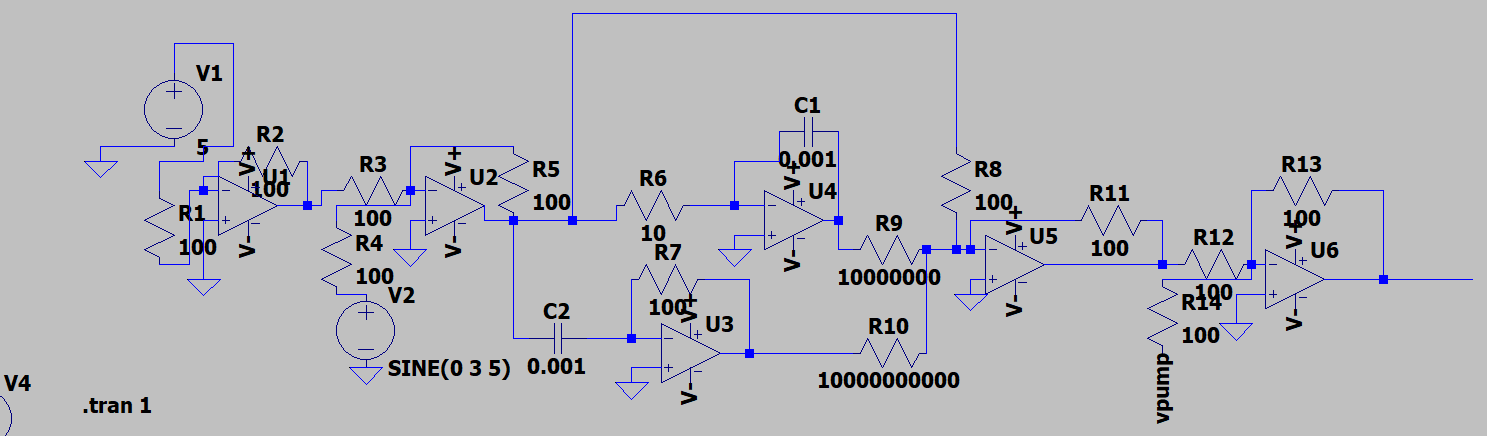 V1
5
R1
100
R2
100
U1
V+
V-
R3
100
R4
100
V2
SINE(0 3 5)
V+
U2
V-
R5
100
R6
10
C1
0.001
V+
U4
V-
R7
100
C2
0.001
V+
U3
V-
R8
100
R9
10000000
R10
10000000000
V+
U5
V-
R11
100
R12
100
R13
100
V+
U6
V-
R14
100
vpump
V4
.tran 1